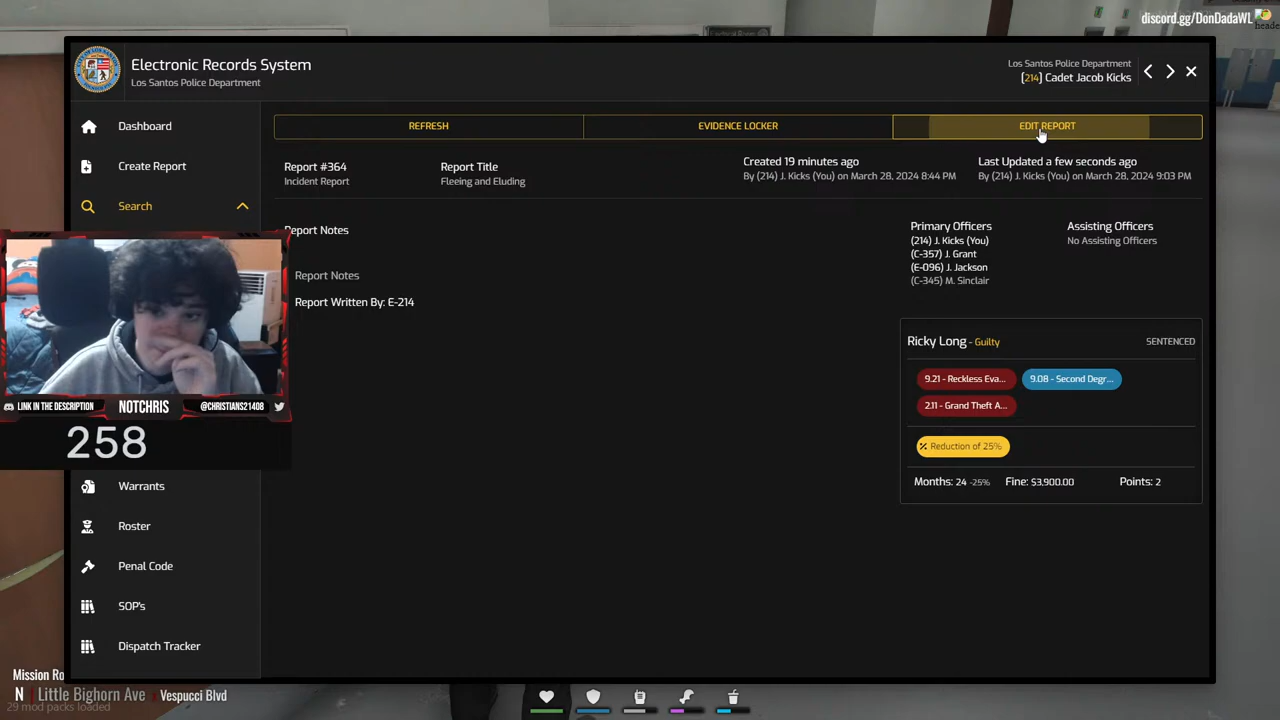 discord.gg/DonDadaWL
Electronic Records System
Los Santos Police Department
Los Santos Police Department
[214] Cadet Jacob Kicks
Dashboard
Create Report
Search
Warrants
Roster
Penal Code
SOP's
Dispatch Tracker
REFRESH
EVIDENCE LOCKER
EDIT REPORT
Report #364
Incident Report
Report Title
Fleeing and Eluding
Created 19 minutes ago
By (214) J. Kicks (You) on March 28, 2024 8:44 PM
Last Updated a few seconds ago
By (214) J. Kicks (You) on March 28, 2024 9:03 PM
Report Notes
Report Notes
Report Written By: E-214
Primary Officers
(214) J. Kicks (You)
(C-357) J. Grant
(E-096) M. Jackson
(C-345) M. Sinclair
Assisting Officers
No Assisting Officers
Ricky Long - Guilty
SENTENCED
9.21 - Reckless Eva...
9.08 - Second Degr...
2.11 - Grand Theft A...
Reduction of 25%
Months: 24 -25%
Fine: $3,900.00
Points: 2
LINK IN THE DESCRIPTION
NOTCHRIS
@CHRISTIANS21408
258
Mission Ro
N Little Bighorn Ave Vespucci Blvd
29 mod packs loaded